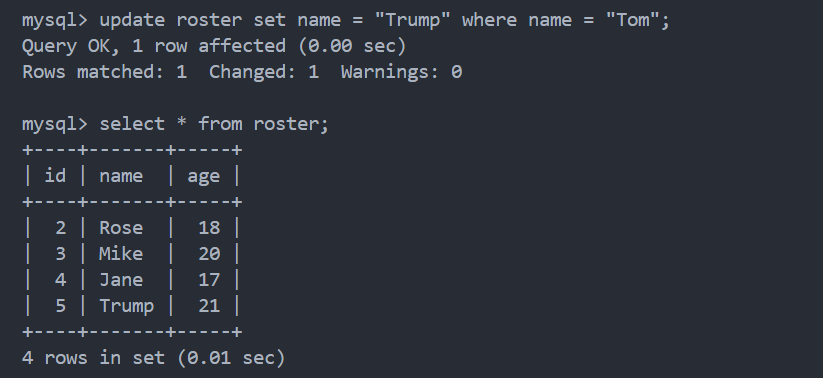 mysql> update roster set name = "Trump" where name = "Tom";
Query OK, 1 row affected (0.00 sec)
Rows matched: 1  Changed: 1  Warnings: 0

mysql> select * from roster;
+----+-------+-----+
| id | name  | age |
+----+-------+-----+
|  2 | Rose  |  18 |
|  3 | Mike  |  20 |
|  4 | Jane  |  17 |
|  5 | Trump |  21 |
+----+-------+-----+
4 rows in set (0.01 sec)